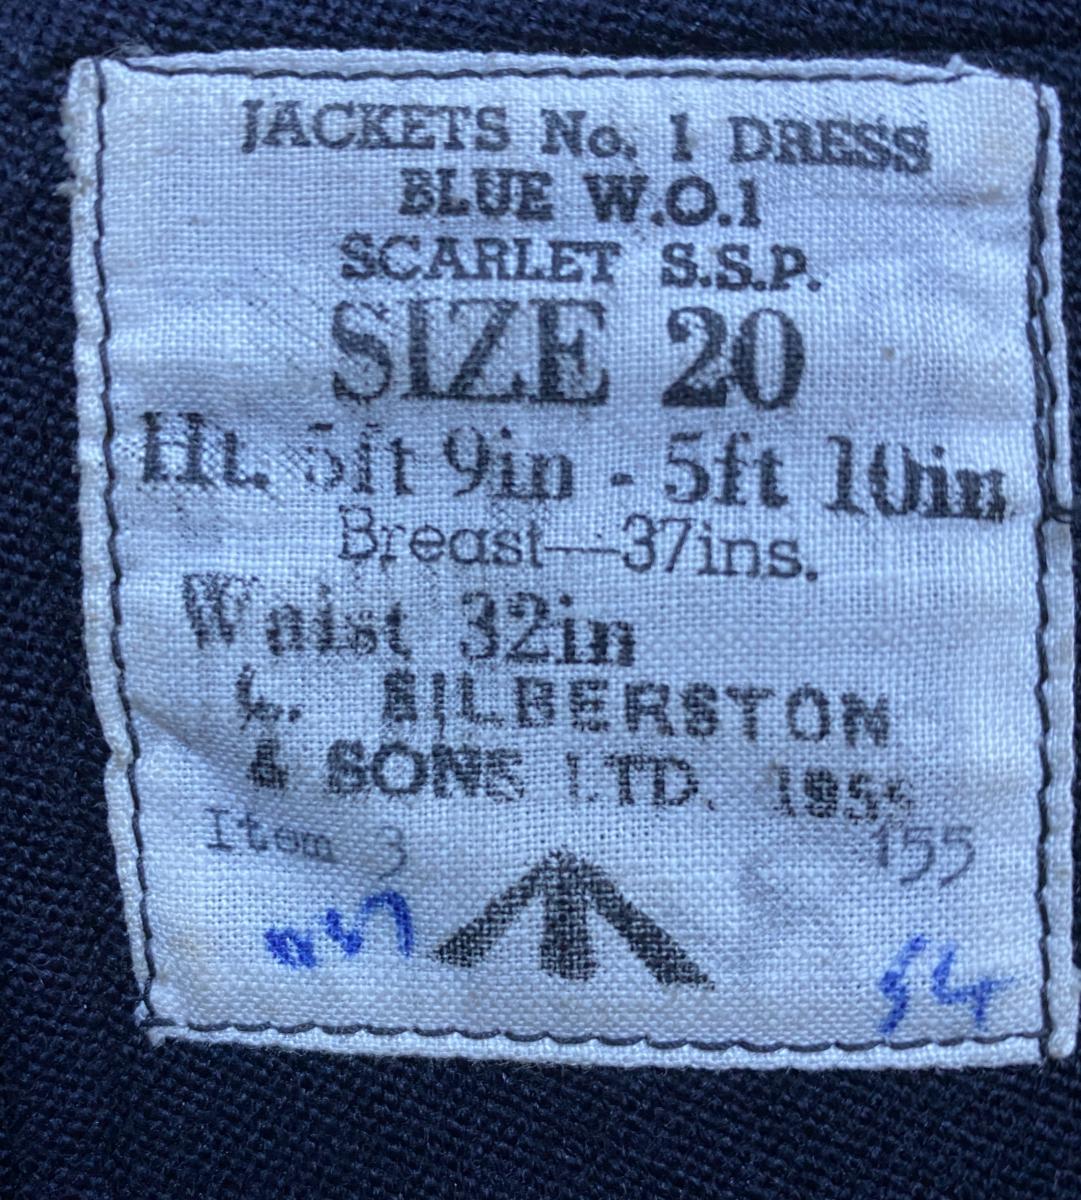 JACKETS No. 1 DRESS
BLUE W.O.1
SCARLET S.S.P.
SIZE 20
Ht. 5ft 9in - 5ft 10in
Breast—37ins.
Waist 32in
L. SILBERSTON
& SONS LTD.
Item 3
155
54